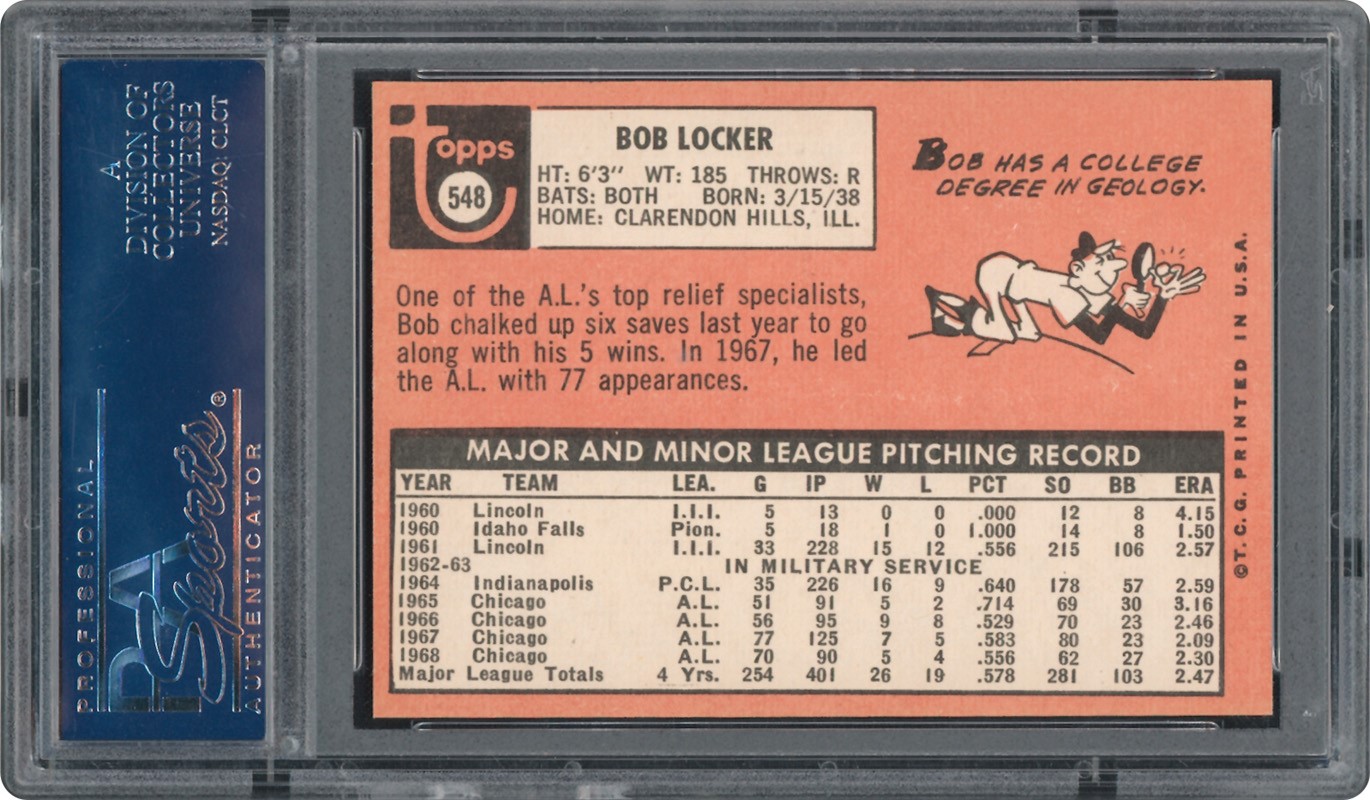 A
DIVISION OF
COLLECTORS
UNIVERSE
NASDAQ: CLCT
PROFESSIONAL
PSA
Sports®
AUTHENTICATOR
Topps
548
BOB LOCKER
HT: 6'3" WT: 185 THROWS: R
BATS: BOTH BORN: 3/15/38
HOME: CLARENDON HILLS, ILL.
BOB HAS A COLLEGE
DEGREE IN GEOLOGY.
One of the A.L.'s top relief specialists,
Bob chalked up six saves last year to go
along with his 5 wins. In 1967, he led
the A.L. with 77 appearances.
MAJOR AND MINOR LEAGUE PITCHING RECORD
YEAR TEAM LEA. G IP W L PCT SO BB ERA
1960 Lincoln I.I.I. 5 13 0 0 .000 12 8 4.15
1960 Idaho Falls Pion. 5 18 1 0 1.000 14 8 1.50
1961 Lincoln I.I.I. 33 228 15 12 .556 215 106 2.57
1962-63 IN MILITARY SERVICE
1964 Indianapolis P.C.L. 35 226 16 9 .640 178 57 2.59
1965 Chicago A.L. 51 91 5 2 .714 69 30 3.16
1966 Chicago A.L. 56 95 9 8 .529 70 23 2.46
1967 Chicago A.L. 77 125 7 5 .583 80 23 2.09
1968 Chicago A.L. 70 90 5 4 .556 62 27 2.30
Major League Totals 4 Yrs. 254 401 26 19 .578 281 103 2.47
©T.C.G. PRINTED IN U.S.A.